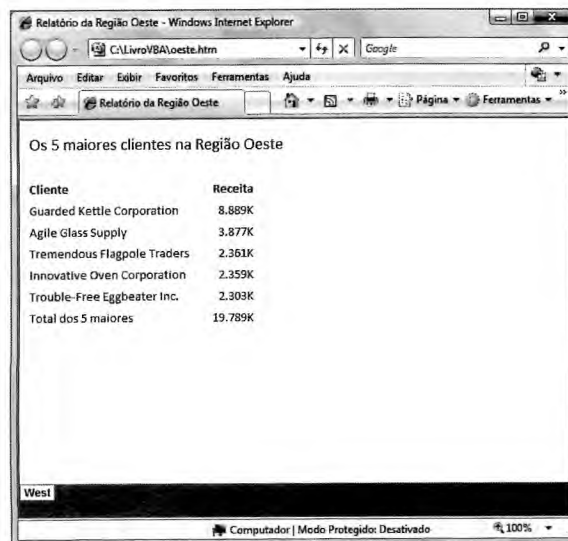 Relatório da Região Oeste - Windows Internet Explorer
C:\LivroVBA\oeste.htm
Google
Arquivo Editar Exibir Favoritos Ferramentas Ajuda
Relatório da Região Oeste
Página Ferramentas
Os 5 maiores clientes na Região Oeste
Cliente Receita
Guarded Kettle Corporation 8.889K
Agile Glass Supply 3.877K
Tremendous Flagpole Traders 2.361K
Innovative Oven Corporation 2.359K
Trouble-Free Eggbeater Inc. 2.303K
Total dos 5 maiores 19.789K
West
Computador | Modo Protegido: Desativado 100%